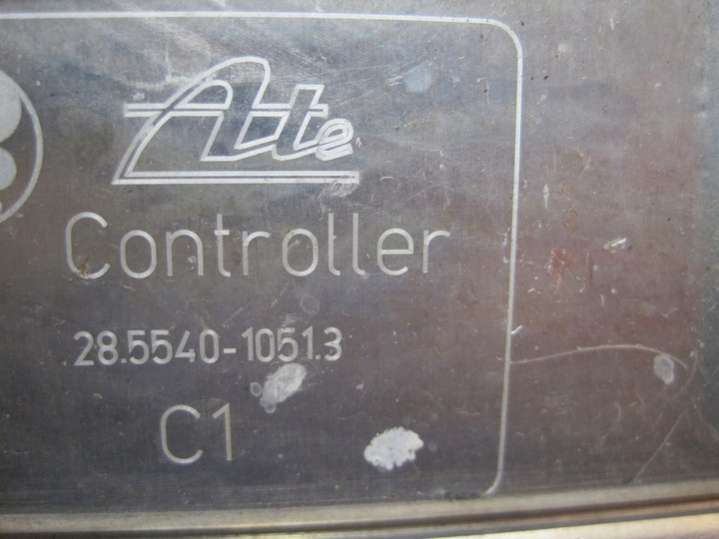 Ate
Controller
28.5540-1051.3
C1